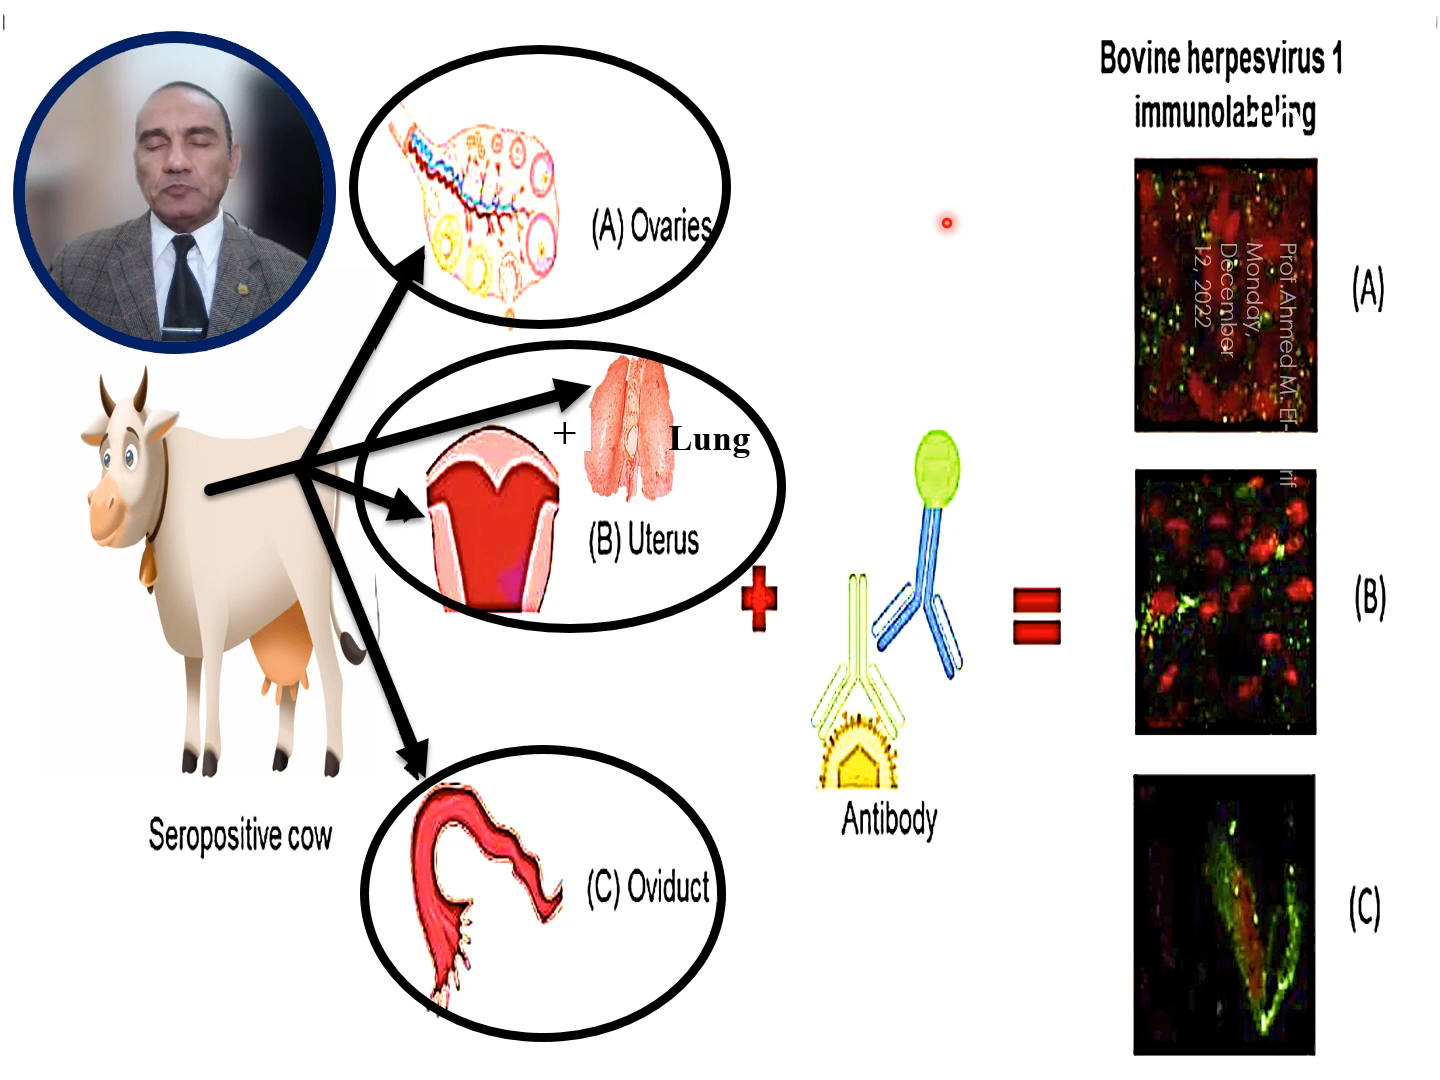 Bovine herpesvirus 1
immunolabeling
(A) Ovaries
Prof.Ahmed M. El-
Monday,
December
12, 2022
(A)
+
Lung
(B) Uterus
(B)
Antibody
Seropositive cow
(C) Oviduct
(C)